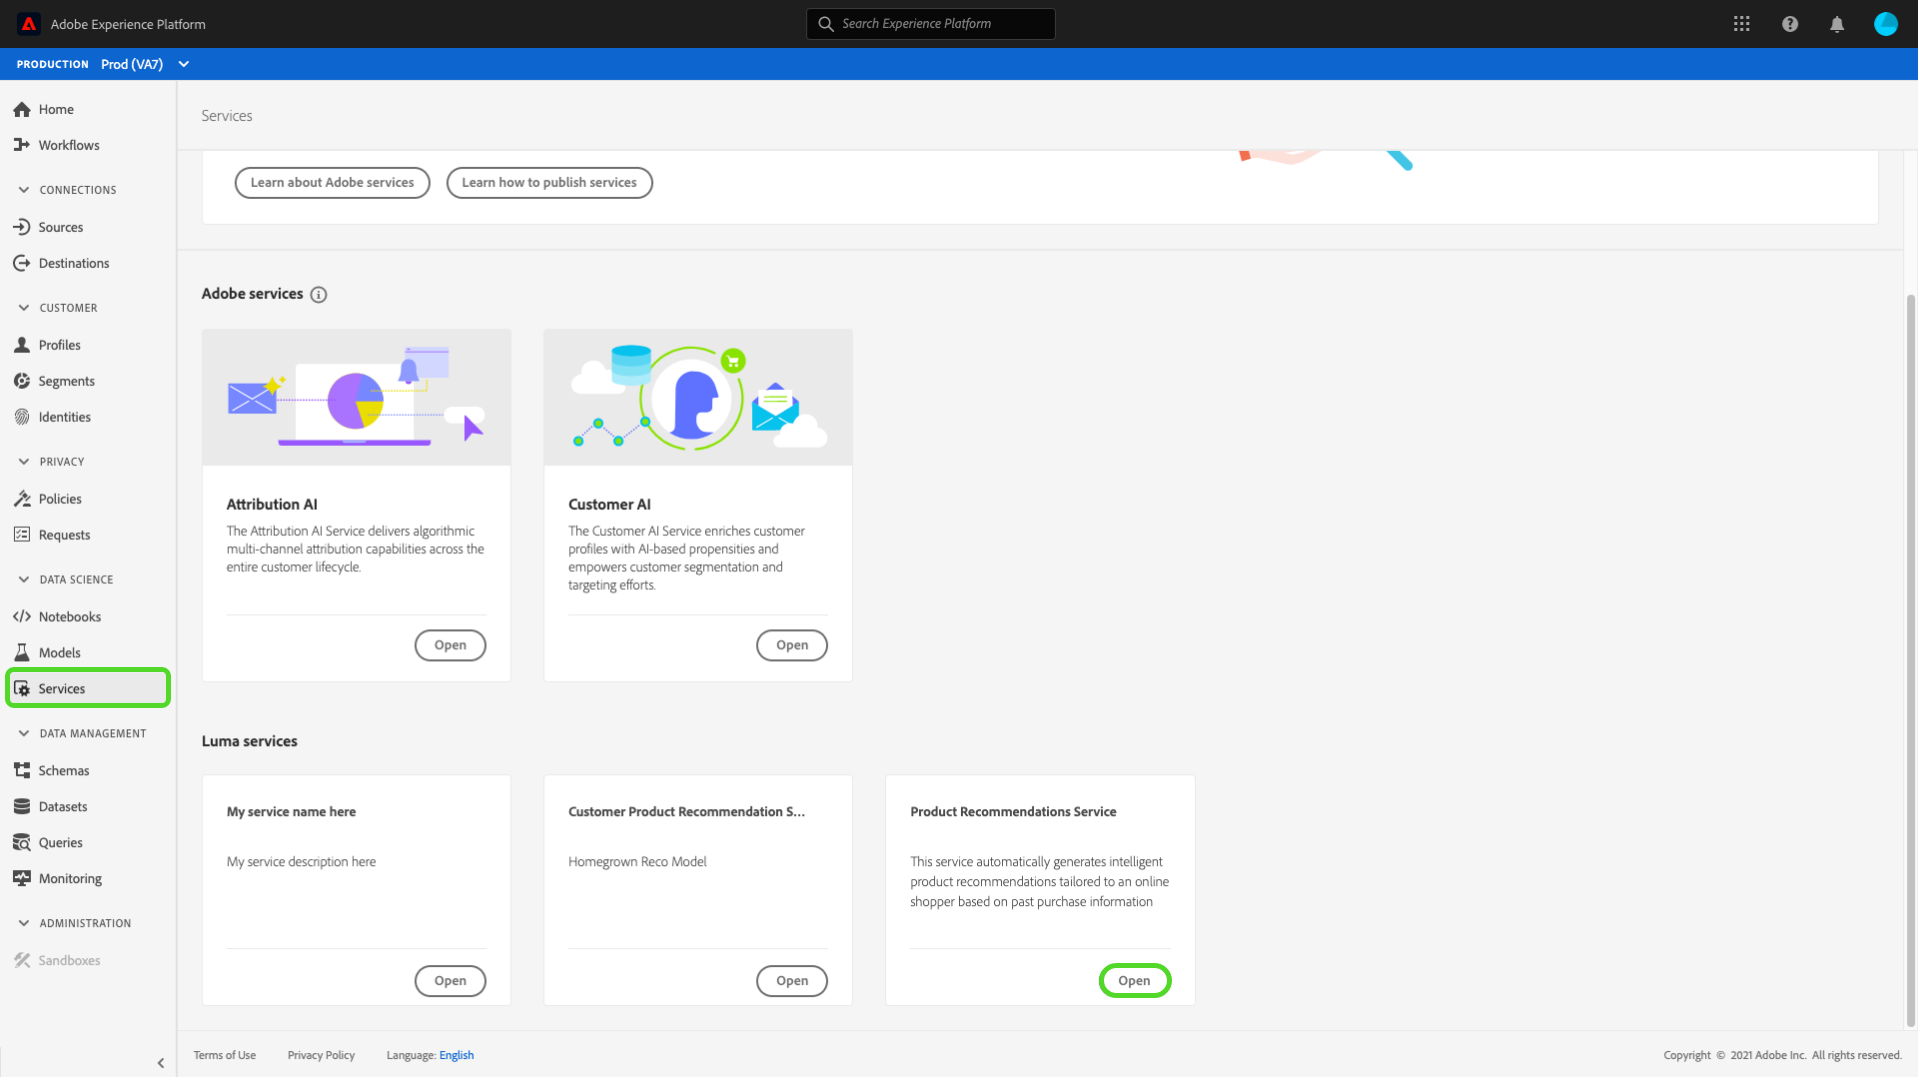 Adobe Experience Platform
Search Experience Platform
PRODUCTION Prod (VA7)
Home
Workflows
CONNECTIONS
Sources
Destinations
CUSTOMER
Profiles
Segments
Identities
PRIVACY
Policies
Requests
DATA SCIENCE
Notebooks
Models
Services
DATA MANAGEMENT
Schemas
Datasets
Queries
Monitoring
ADMINISTRATION
Sandboxes
Services
Learn about Adobe services
Learn how to publish services
Adobe services
Attribution AI
The Attribution AI Service delivers algorithmic
multi-channel attribution capabilities across the
entire customer lifecycle.
Open
Customer AI
The Customer AI Service enriches customer
profiles with AI-based propensities and
empowers customer segmentation and
targeting efforts.
Open
Luma services
My service name here
My service description here
Open
Customer Product Recommendation S...
Homegrown Reco Model
Open
Product Recommendations Service
This service automatically generates intelligent
product recommendations tailored to an online
shopper based on past purchase information
Open
Terms of Use
Privacy Policy
Language: English
Copyright © 2021 Adobe Inc. All rights reserved.